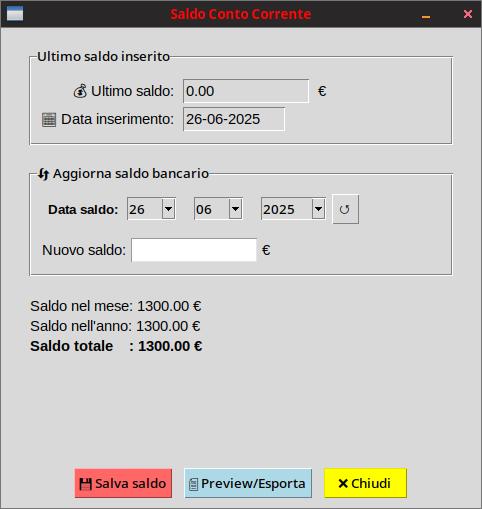 Saldo Conto Corrente
Ultimo saldo inserito
Ultimo saldo: 0.00 €
Data inserimento: 26-06-2025
Aggiorna saldo bancario
Data saldo: 26 06 2025 ↺
Nuovo saldo: €
Saldo nel mese: 1300.00 €
Saldo nell'anno: 1300.00 €
Saldo totale : 1300.00 €
Salva saldo Preview/Esporta Chiudi